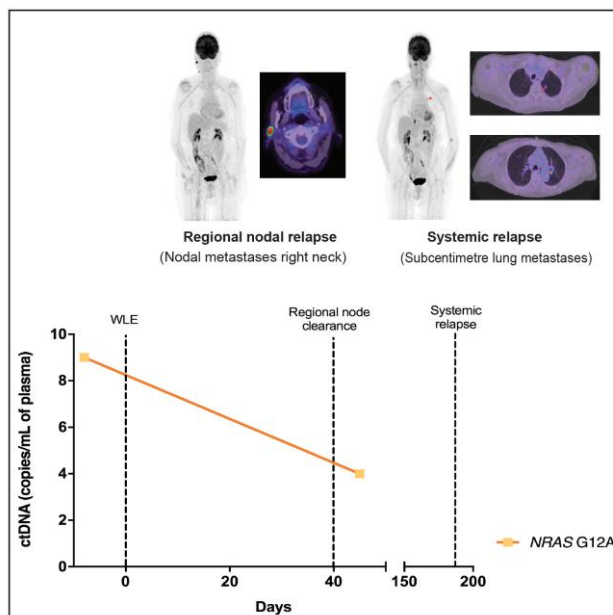 Regional nodal relapse
(Nodal metastases right neck)
Systemic relapse
(Subcentimetre lung metastases)
WLE
Regional node
clearance
Systemic
relapse
10
8
6
4
2
0
ctDNA (copies/mL of plasma)
0
20
40
150
200
Days
NRAS G12A